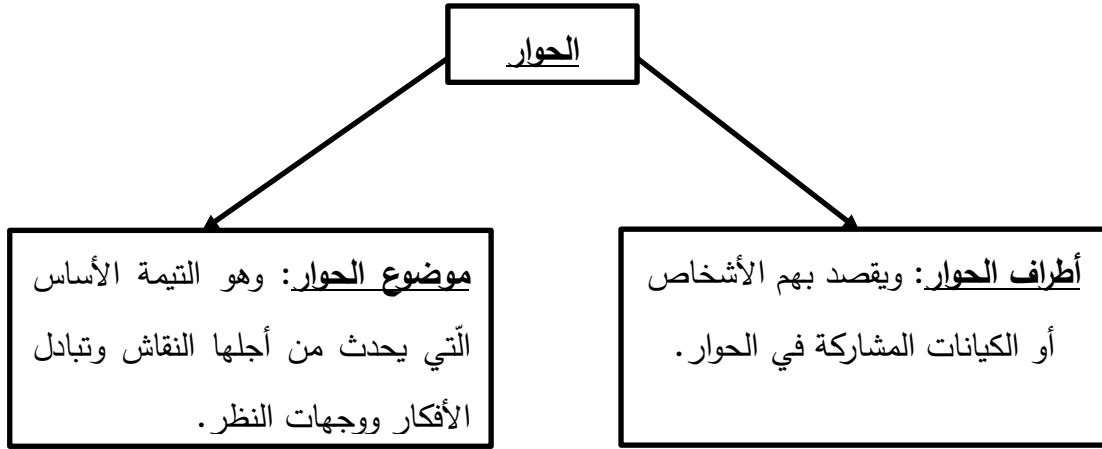 الحوار
أطراف الحوار: ويقصد بهم الأشخاص
أو الكيانات المشاركة في الحوار.
موضوع الحوار: وهو التيمة الأساس
الّتي يحدث من أجلها النقاش وتبادل
الأفكار ووجهات النظر.